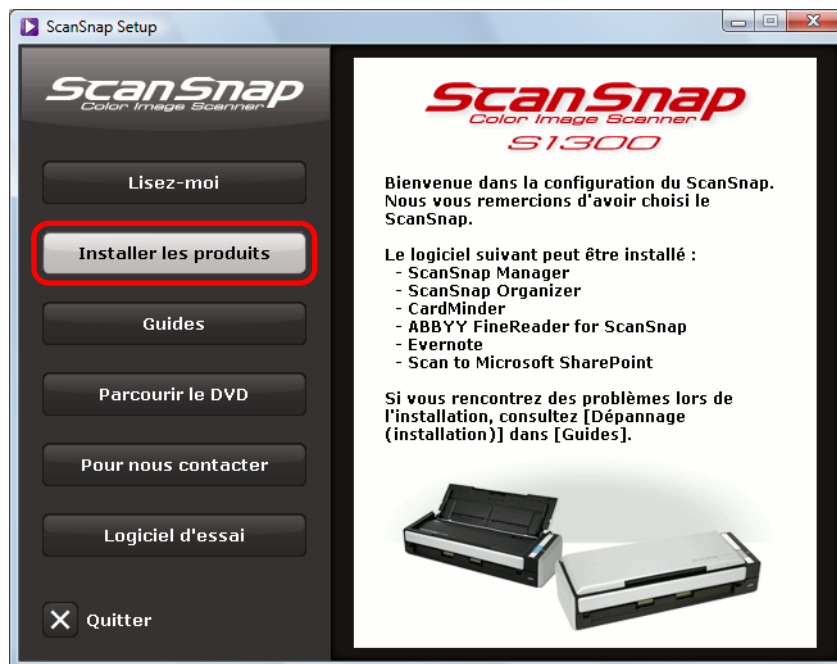 ScanSnap Setup
ScanSnap
Color Image Scanner
Lisez-moi
Installer les produits
Guides
Parcourir le DVD
Pour nous contacter
Logiciel d'essai
Quitter
ScanSnap
Color Image Scanner
S1300
Bienvenue dans la configuration du ScanSnap.
Nous vous remercions d'avoir choisi le
ScanSnap.
Le logiciel suivant peut être installé :
- ScanSnap Manager
- ScanSnap Organizer
- CardMinder
- ABBYY FineReader for ScanSnap
- Evernote
- Scan to Microsoft SharePoint
Si vous rencontrez des problèmes lors de
l'installation, consultez [Dépannage
(installation)] dans [Guides].